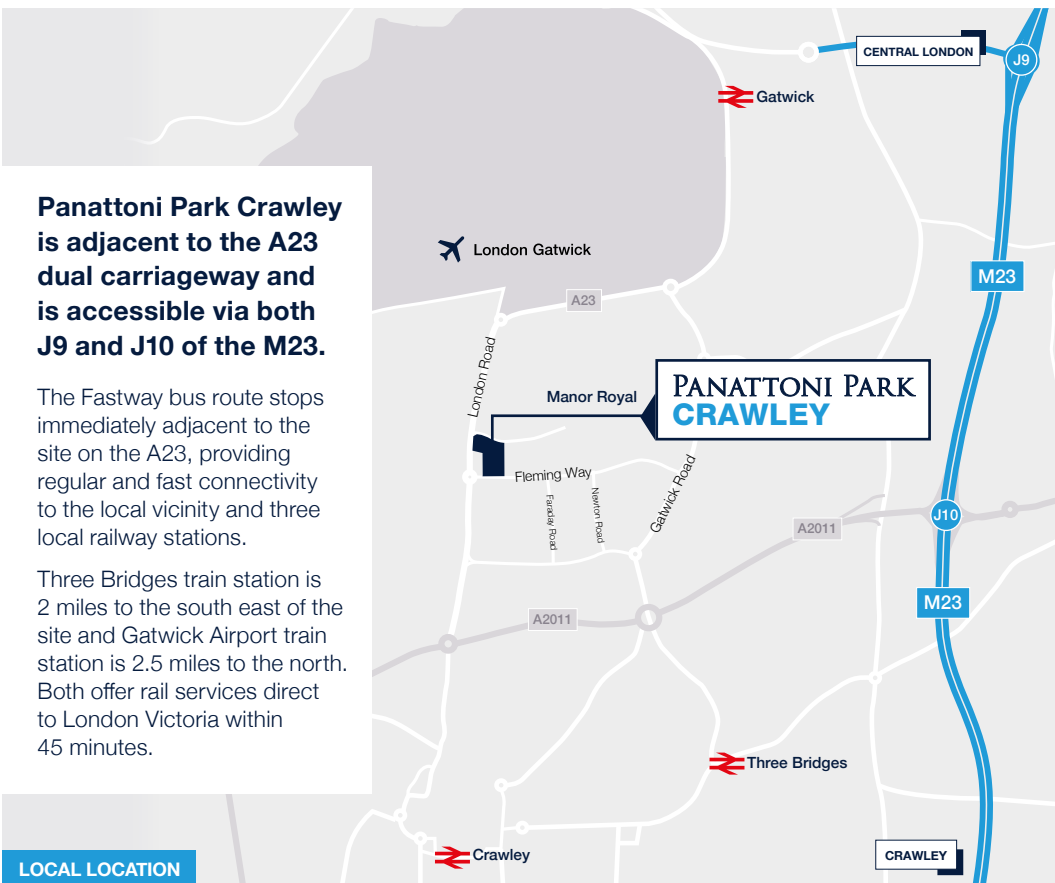 CENTRAL LONDON
J9
Gatwick
Panattoni Park Crawley
is adjacent to the A23
dual carriageway and
is accessible via both
J9 and J10 of the M23.
The Fastway bus route stops
immediately adjacent to the
site on the A23, providing
regular and fast connectivity
to the local vicinity and three
local railway stations.
Three Bridges train station is
2 miles to the south east of the
site and Gatwick Airport train
station is 2.5 miles to the north.
Both offer rail services direct
to London Victoria within
45 minutes.
London Gatwick
M23
A23
London Road
Manor Royal
PANATTONI PARK
CRAWLEY
Fleming Way
Faraday Road
Newton Road
Gatwick Road
A2011
J10
M23
A2011
Three Bridges
Crawley
CRAWLEY
LOCAL LOCATION